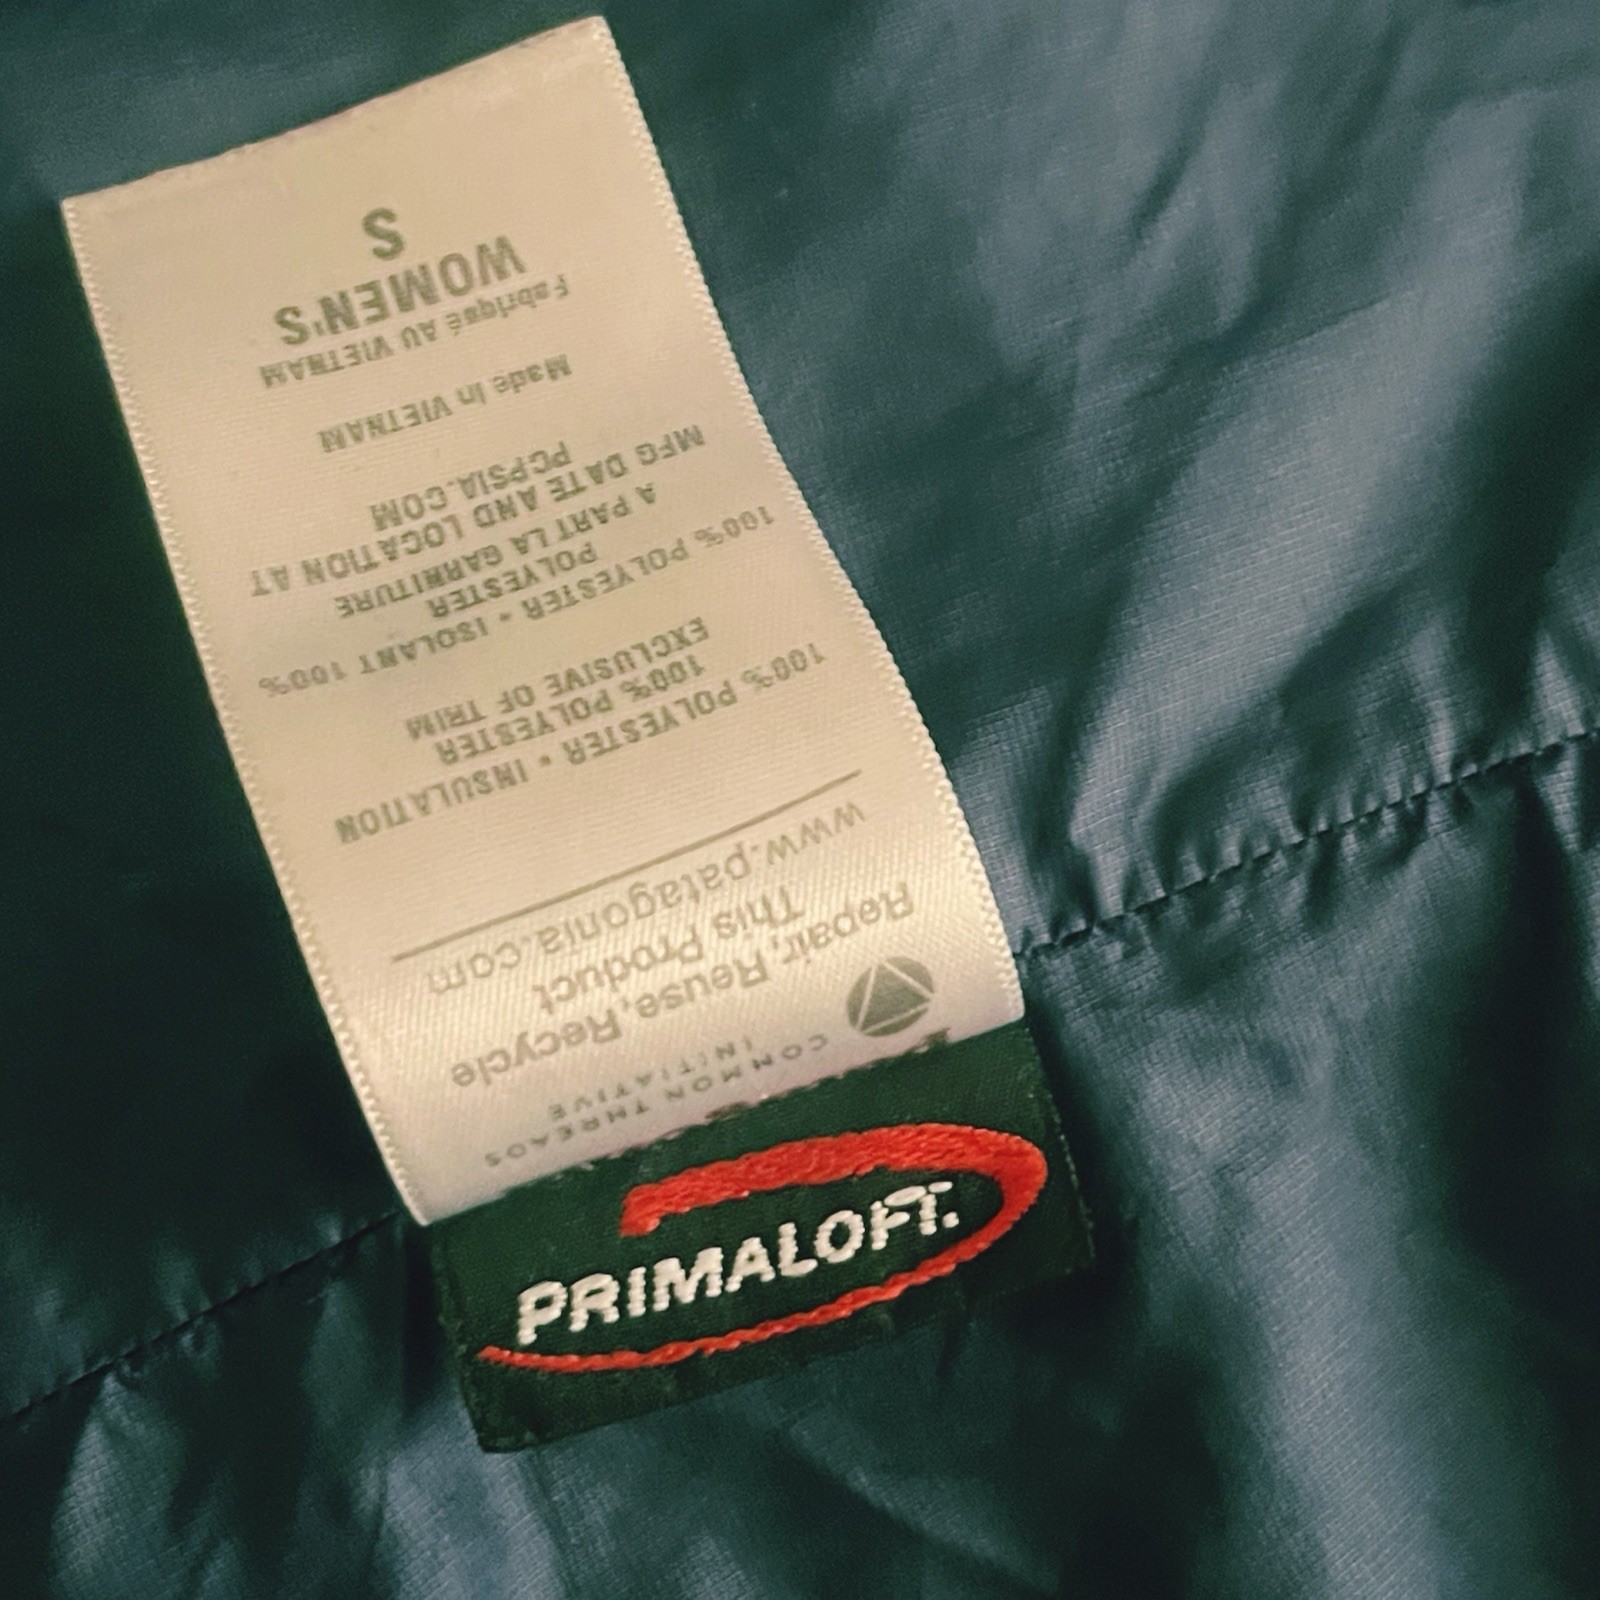 COMMON THREADS
INITIATIVE
Repair, Reuse, Recycle
This Product
www.patagonia.com
100% POLYESTER • INSULATION
100% POLYESTER
EXCLUSIVE OF TRIM
100% POLYESTER • ISOLANT 100%
POLYESTER
A PART LA GARNITURE
MFG DATE AND LOCATION AT
PCPSIA.COM
Made in VIETNAM
Fabriqué AU VIETNAM
WOMEN'S
S
PRIMALOFT.